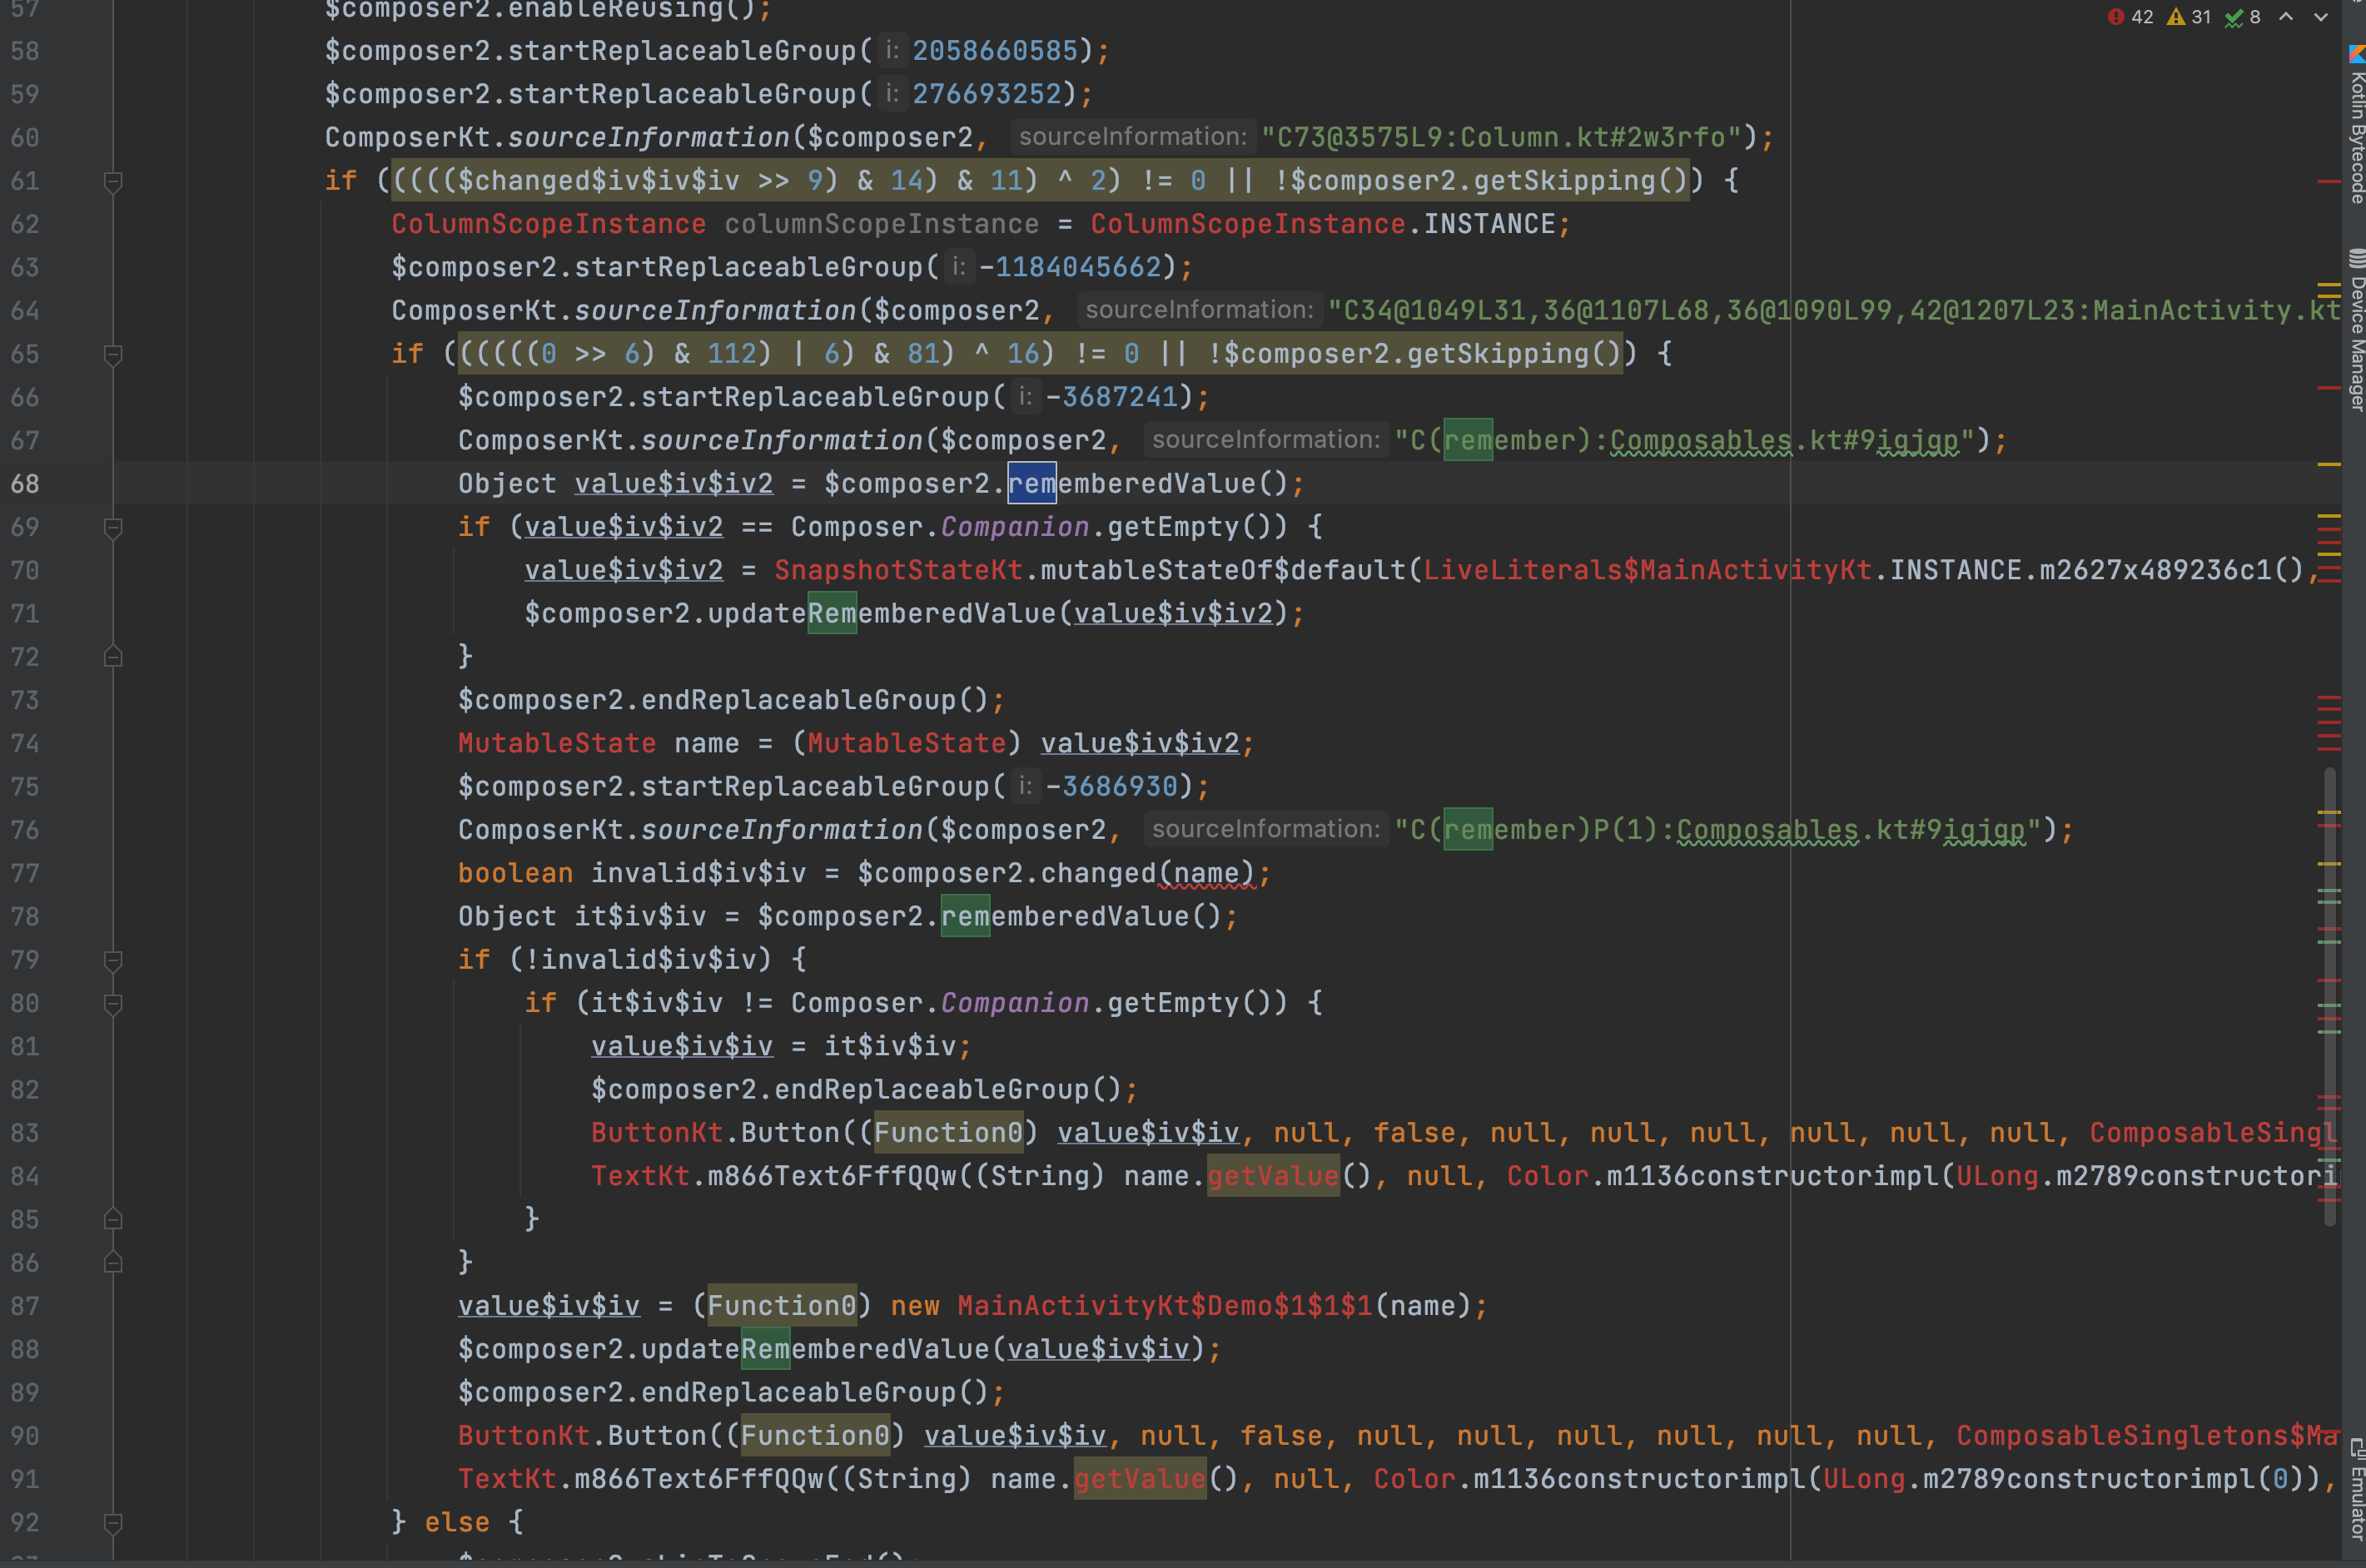 57 $composer2.enableReusing();
42 31 8
58 $composer2.startReplaceableGroup( i: 2058660585);
59 $composer2.startReplaceableGroup( i: 276693252);
60 ComposerKt.sourceInformation($composer2, sourceInformation: "C73@3575L9:Column.kt#2w3rfo");
61 if (((((($changed$iv$iv$iv >> 9) & 14) & 11) ^ 2) != 0 || !$composer2.getSkipping()) {
62 ColumnScopeInstance columnScopeInstance = ColumnScopeInstance.INSTANCE;
63 $composer2.startReplaceableGroup( i: -1184045662);
64 ComposerKt.sourceInformation($composer2, sourceInformation: "C34@1049L31,36@1107L68,36@1090L99,42@1207L23:MainActivity.kt
65 if ((((((0 >> 6) & 112) | 6) & 81) ^ 16) != 0 || !$composer2.getSkipping()) {
66 $composer2.startReplaceableGroup( i: -3687241);
67 ComposerKt.sourceInformation($composer2, sourceInformation: "C(remember):Composables.kt#9igjgp");
68 Object value$iv$iv2 = $composer2.rememberedValue();
69 if (value$iv$iv2 == Composer.Companion.getEmpty()) {
70 value$iv$iv2 = SnapshotStateKt.mutableStateOf$default(LiveLiterals$MainActivityKt.INSTANCE.m2627x489236c1(),
71 $composer2.updateRememberedValue(value$iv$iv2);
72 }
73 $composer2.endReplaceableGroup();
74 MutableState name = (MutableState) value$iv$iv2;
75 $composer2.startReplaceableGroup( i: -3686930);
76 ComposerKt.sourceInformation($composer2, sourceInformation: "C(remember)P(1):Composables.kt#9igjgp");
77 boolean invalid$iv$iv = $composer2.changed(name);
78 Object it$iv$iv = $composer2.rememberedValue();
79 if (!invalid$iv$iv) {
80 if (it$iv$iv != Composer.Companion.getEmpty()) {
81 value$iv$iv = it$iv$iv;
82 $composer2.endReplaceableGroup();
83 ButtonKt.Button((Function0) value$iv$iv, null, false, null, null, null, null, null, null, ComposableSingl
84 TextKt.m866Text6FffQQw((String) name.getValue(), null, Color.m1136constructorimpl(ULong.m2789constructori
85 }
86 }
87 value$iv$iv = (Function0) new MainActivityKt$Demo$1$1$1(name);
88 $composer2.updateRememberedValue(value$iv$iv);
89 $composer2.endReplaceableGroup();
90 ButtonKt.Button((Function0) value$iv$iv, null, false, null, null, null, null, null, null, ComposableSingletons$Ma
91 TextKt.m866Text6FffQQw((String) name.getValue(), null, Color.m1136constructorimpl(ULong.m2789constructorimpl(0)),
92 } else {
Kotlin Bytecode
Device Manager
Emulator